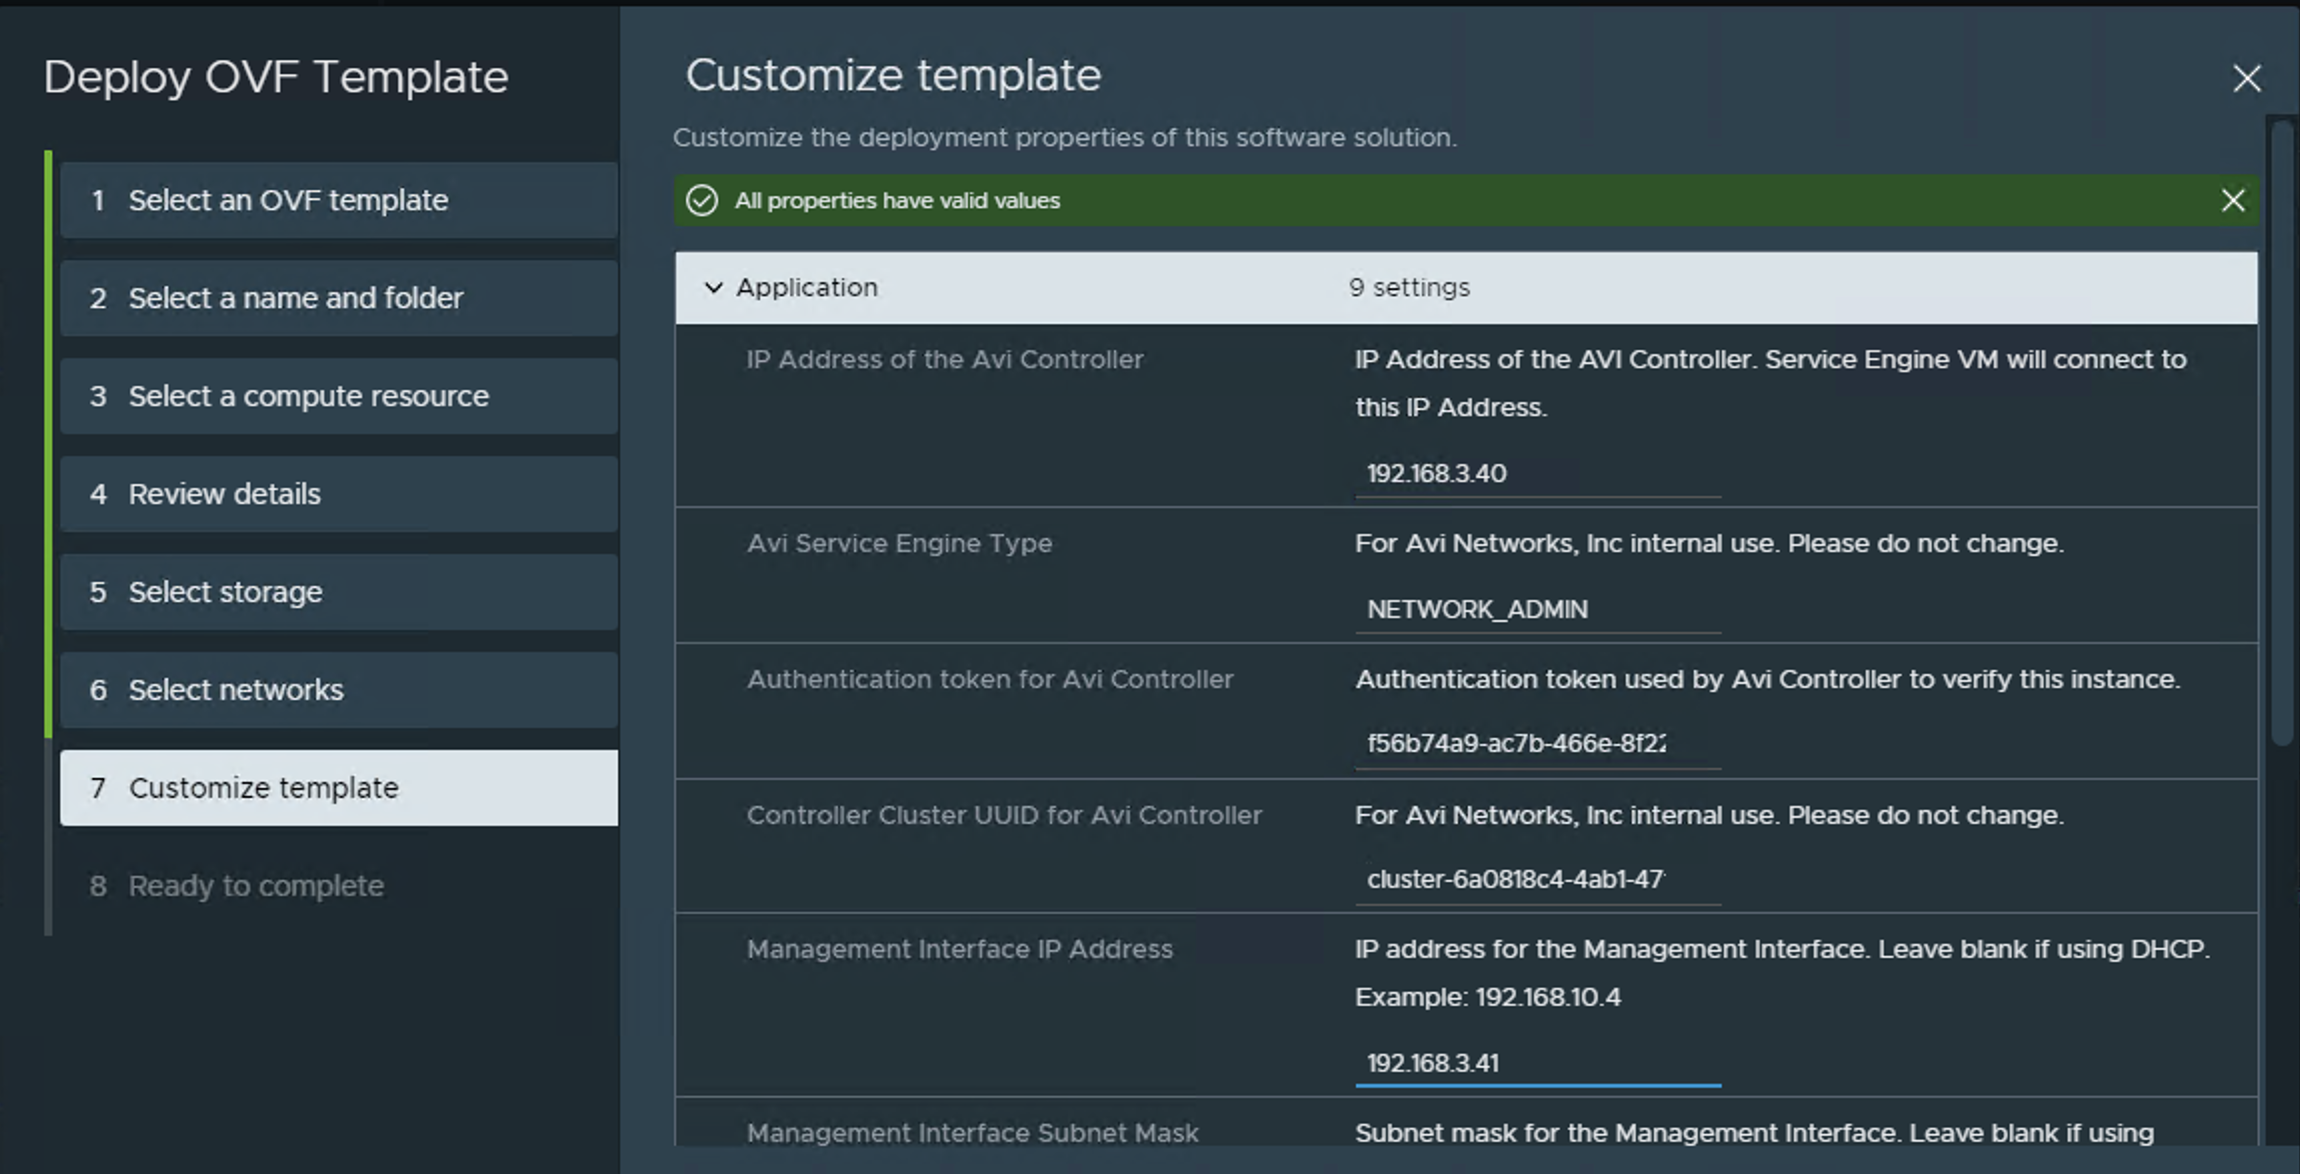 Deploy OVF Template
1 Select an OVF template
2 Select a name and folder
3 Select a compute resource
4 Review details
5 Select storage
6 Select networks
7 Customize template
8 Ready to complete
Customize template
Customize the deployment properties of this software solution.
All properties have valid values
Application 9 settings
IP Address of the Avi Controller
IP Address of the AVI Controller. Service Engine VM will connect to
this IP Address.
192.168.3.40
Avi Service Engine Type
For Avi Networks, Inc internal use. Please do not change.
NETWORK_ADMIN
Authentication token for Avi Controller
Authentication token used by Avi Controller to verify this instance.
f56b74a9-ac7b-466e-8f22
Controller Cluster UUID for Avi Controller
For Avi Networks, Inc internal use. Please do not change.
cluster-6a0818c4-4ab1-47
Management Interface IP Address
IP address for the Management Interface. Leave blank if using DHCP.
Example: 192.168.10.4
192.168.3.41
Management Interface Subnet Mask
Subnet mask for the Management Interface. Leave blank if using